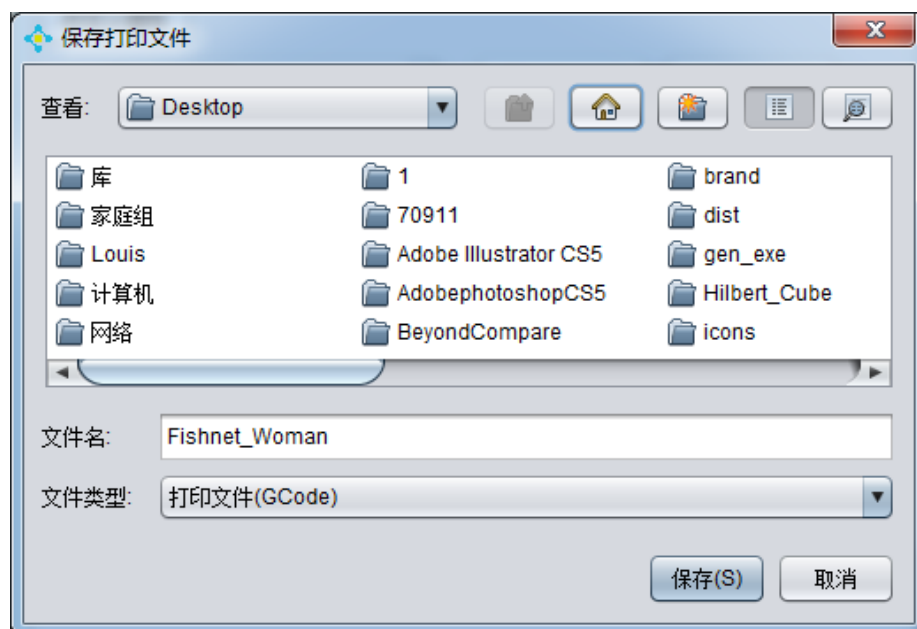 保存打印文件
查看: Desktop
库 1 brand
家庭组 70911 dist
Louis Adobe Illustrator CS5 gen_exe
计算机 AdobephotoshopCS5 Hilbert_Cube
网络 BeyondCompare icons
文件名: Fishnet_Woman
文件类型: 打印文件(GCode)
保存(S) 取消